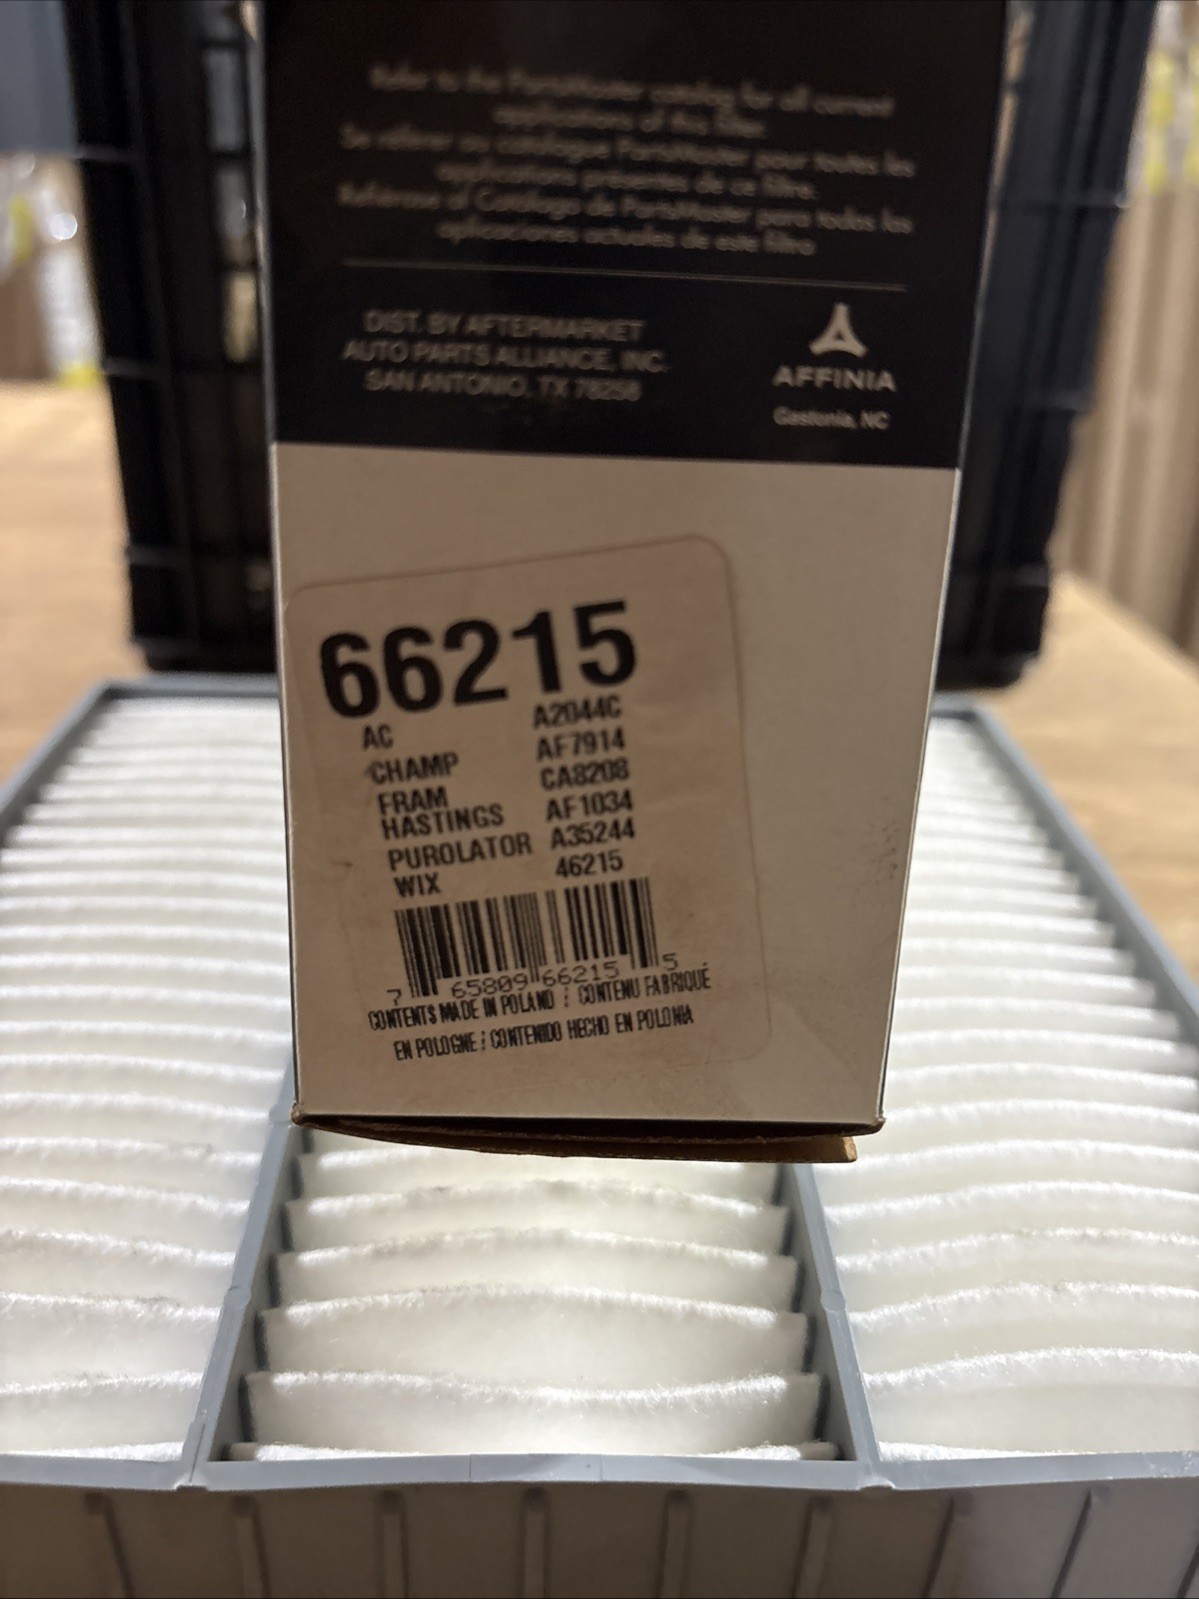 Refer to the PartsMaster catalog for all current
applications of this filter.
Se référer au catalogue PartsMaster pour toutes les
applications présentes de ce filtre.
Refiérase al Catálogo de PartsMaster para todas las
aplicaciones actuales de este filtro
DIST. BY AFTERMARKET
AUTO PARTS ALLIANCE, INC.
SAN ANTONIO, TX 78258
AFFINIA
Gastonia, NC
66215
AC A2044C
CHAMP AF7914
FRAM CA8208
HASTINGS AF1034
PUROLATOR A35244
WIX 46215
7 65809 66215 5
CONTENTS MADE IN POLAND / CONTENU FABRIQUÉ
EN POLOGNE / CONTENIDO HECHO EN POLONIA